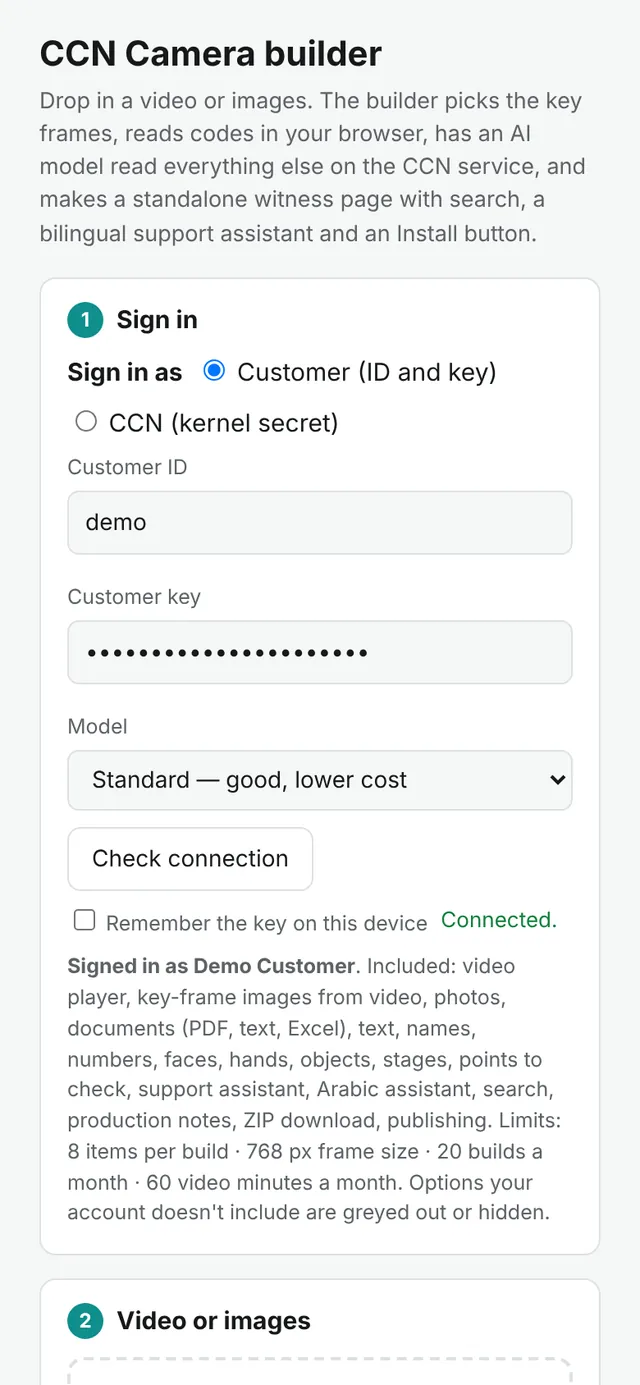 CCN Camera builder
Drop in a video or images. The builder picks the key
frames, reads codes in your browser, has an AI
model read everything else on the CCN service, and
makes a standalone witness page with search, a
bilingual support assistant and an Install button.
1 Sign in
Sign in as Customer (ID and key)
CCN (kernel secret)
Customer ID
demo
Customer key
••••••••••••••••••••••
Model
Standard — good, lower cost
Check connection
Remember the key on this device Connected.
Signed in as Demo Customer. Included: video
player, key-frame images from video, photos,
documents (PDF, text, Excel), text, names,
numbers, faces, hands, objects, stages, points to
check, support assistant, Arabic assistant, search,
production notes, ZIP download, publishing. Limits:
8 items per build · 768 px frame size · 20 builds a
month · 60 video minutes a month. Options your
account doesn't include are greyed out or hidden.
2 Video or images